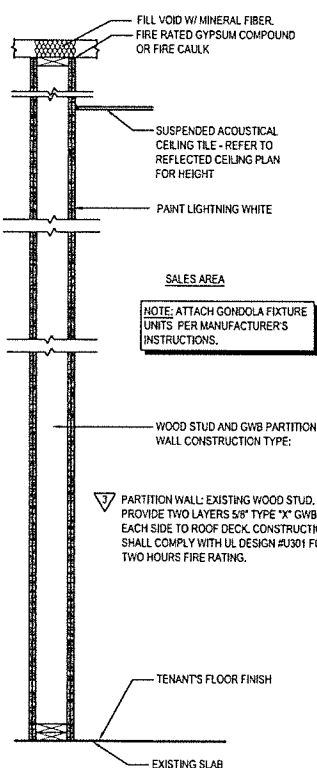 FILL VOID W/ MINERAL FIBER.
FIRE RATED GYPSUM COMPOUND
OR FIRE CAULK
SUSPENDED ACOUSTICAL
CEILING TILE - REFER TO
REFLECTED CEILING PLAN
FOR HEIGHT
PAINT LIGHTNING WHITE
SALES AREA
NOTE: ATTACH GONDOLA FIXTURE
UNITS PER MANUFACTURER'S
INSTRUCTIONS.
WOOD STUD AND GWB PARTITION
WALL CONSTRUCTION TYPE:
3 PARTITION WALL: EXISTING WOOD STUD.
PROVIDE TWO LAYERS 5/8" TYPE "X" GWB
EACH SIDE TO ROOF DECK. CONSTRUCTI
SHALL COMPLY WITH UL DESIGN #U301 FO
TWO HOURS FIRE RATING.
TENANT'S FLOOR FINISH
EXISTING SLAB